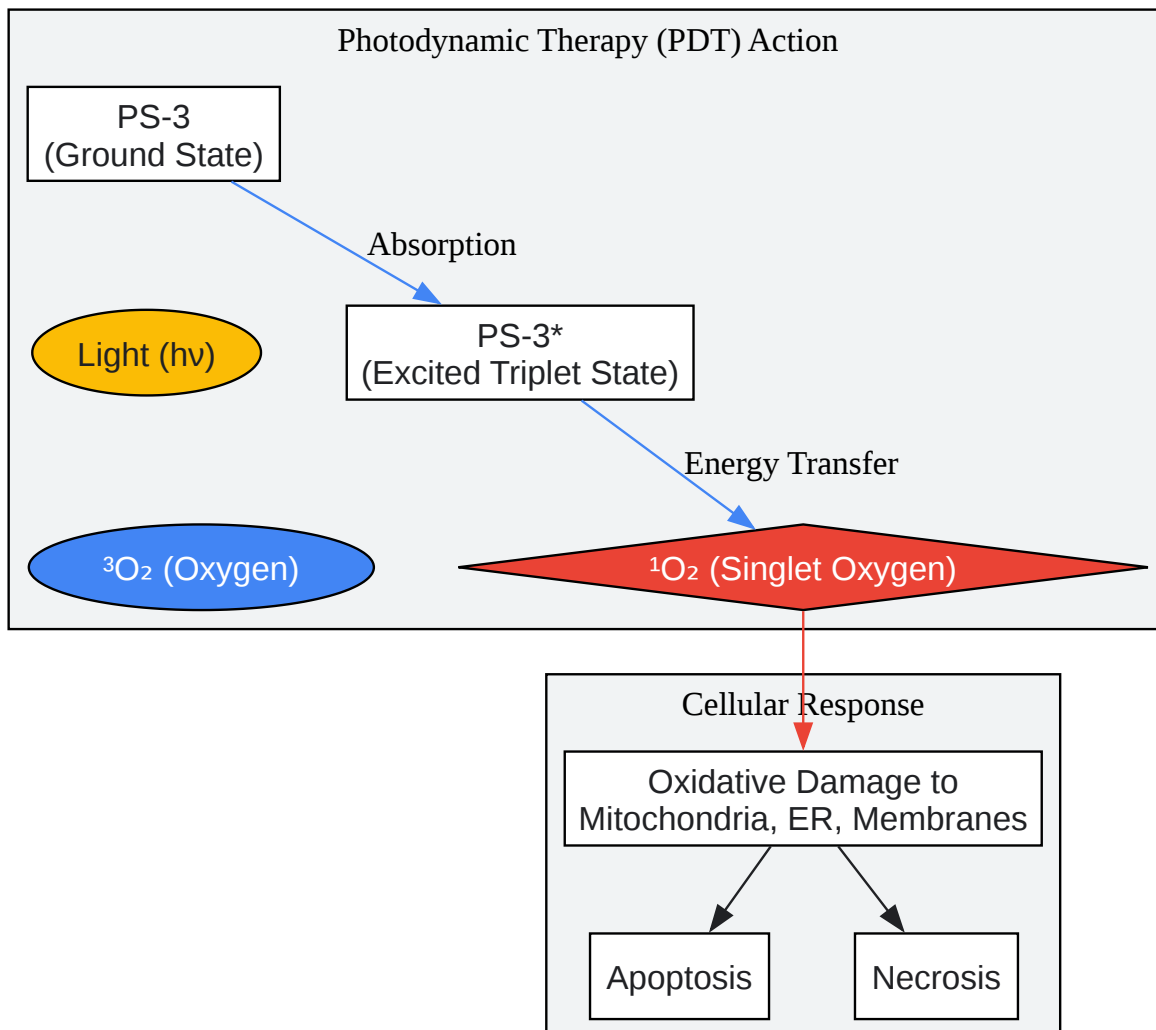 Photodynamic Therapy (PDT) Action
PS-3
(Ground State)
Absorption
Light (hν)
PS-3*
(Excited Triplet State)
Energy Transfer
³O₂ (Oxygen)
¹O₂ (Singlet Oxygen)
Cellular Response
Oxidative Damage to
Mitochondria, ER, Membranes
Apoptosis
Necrosis